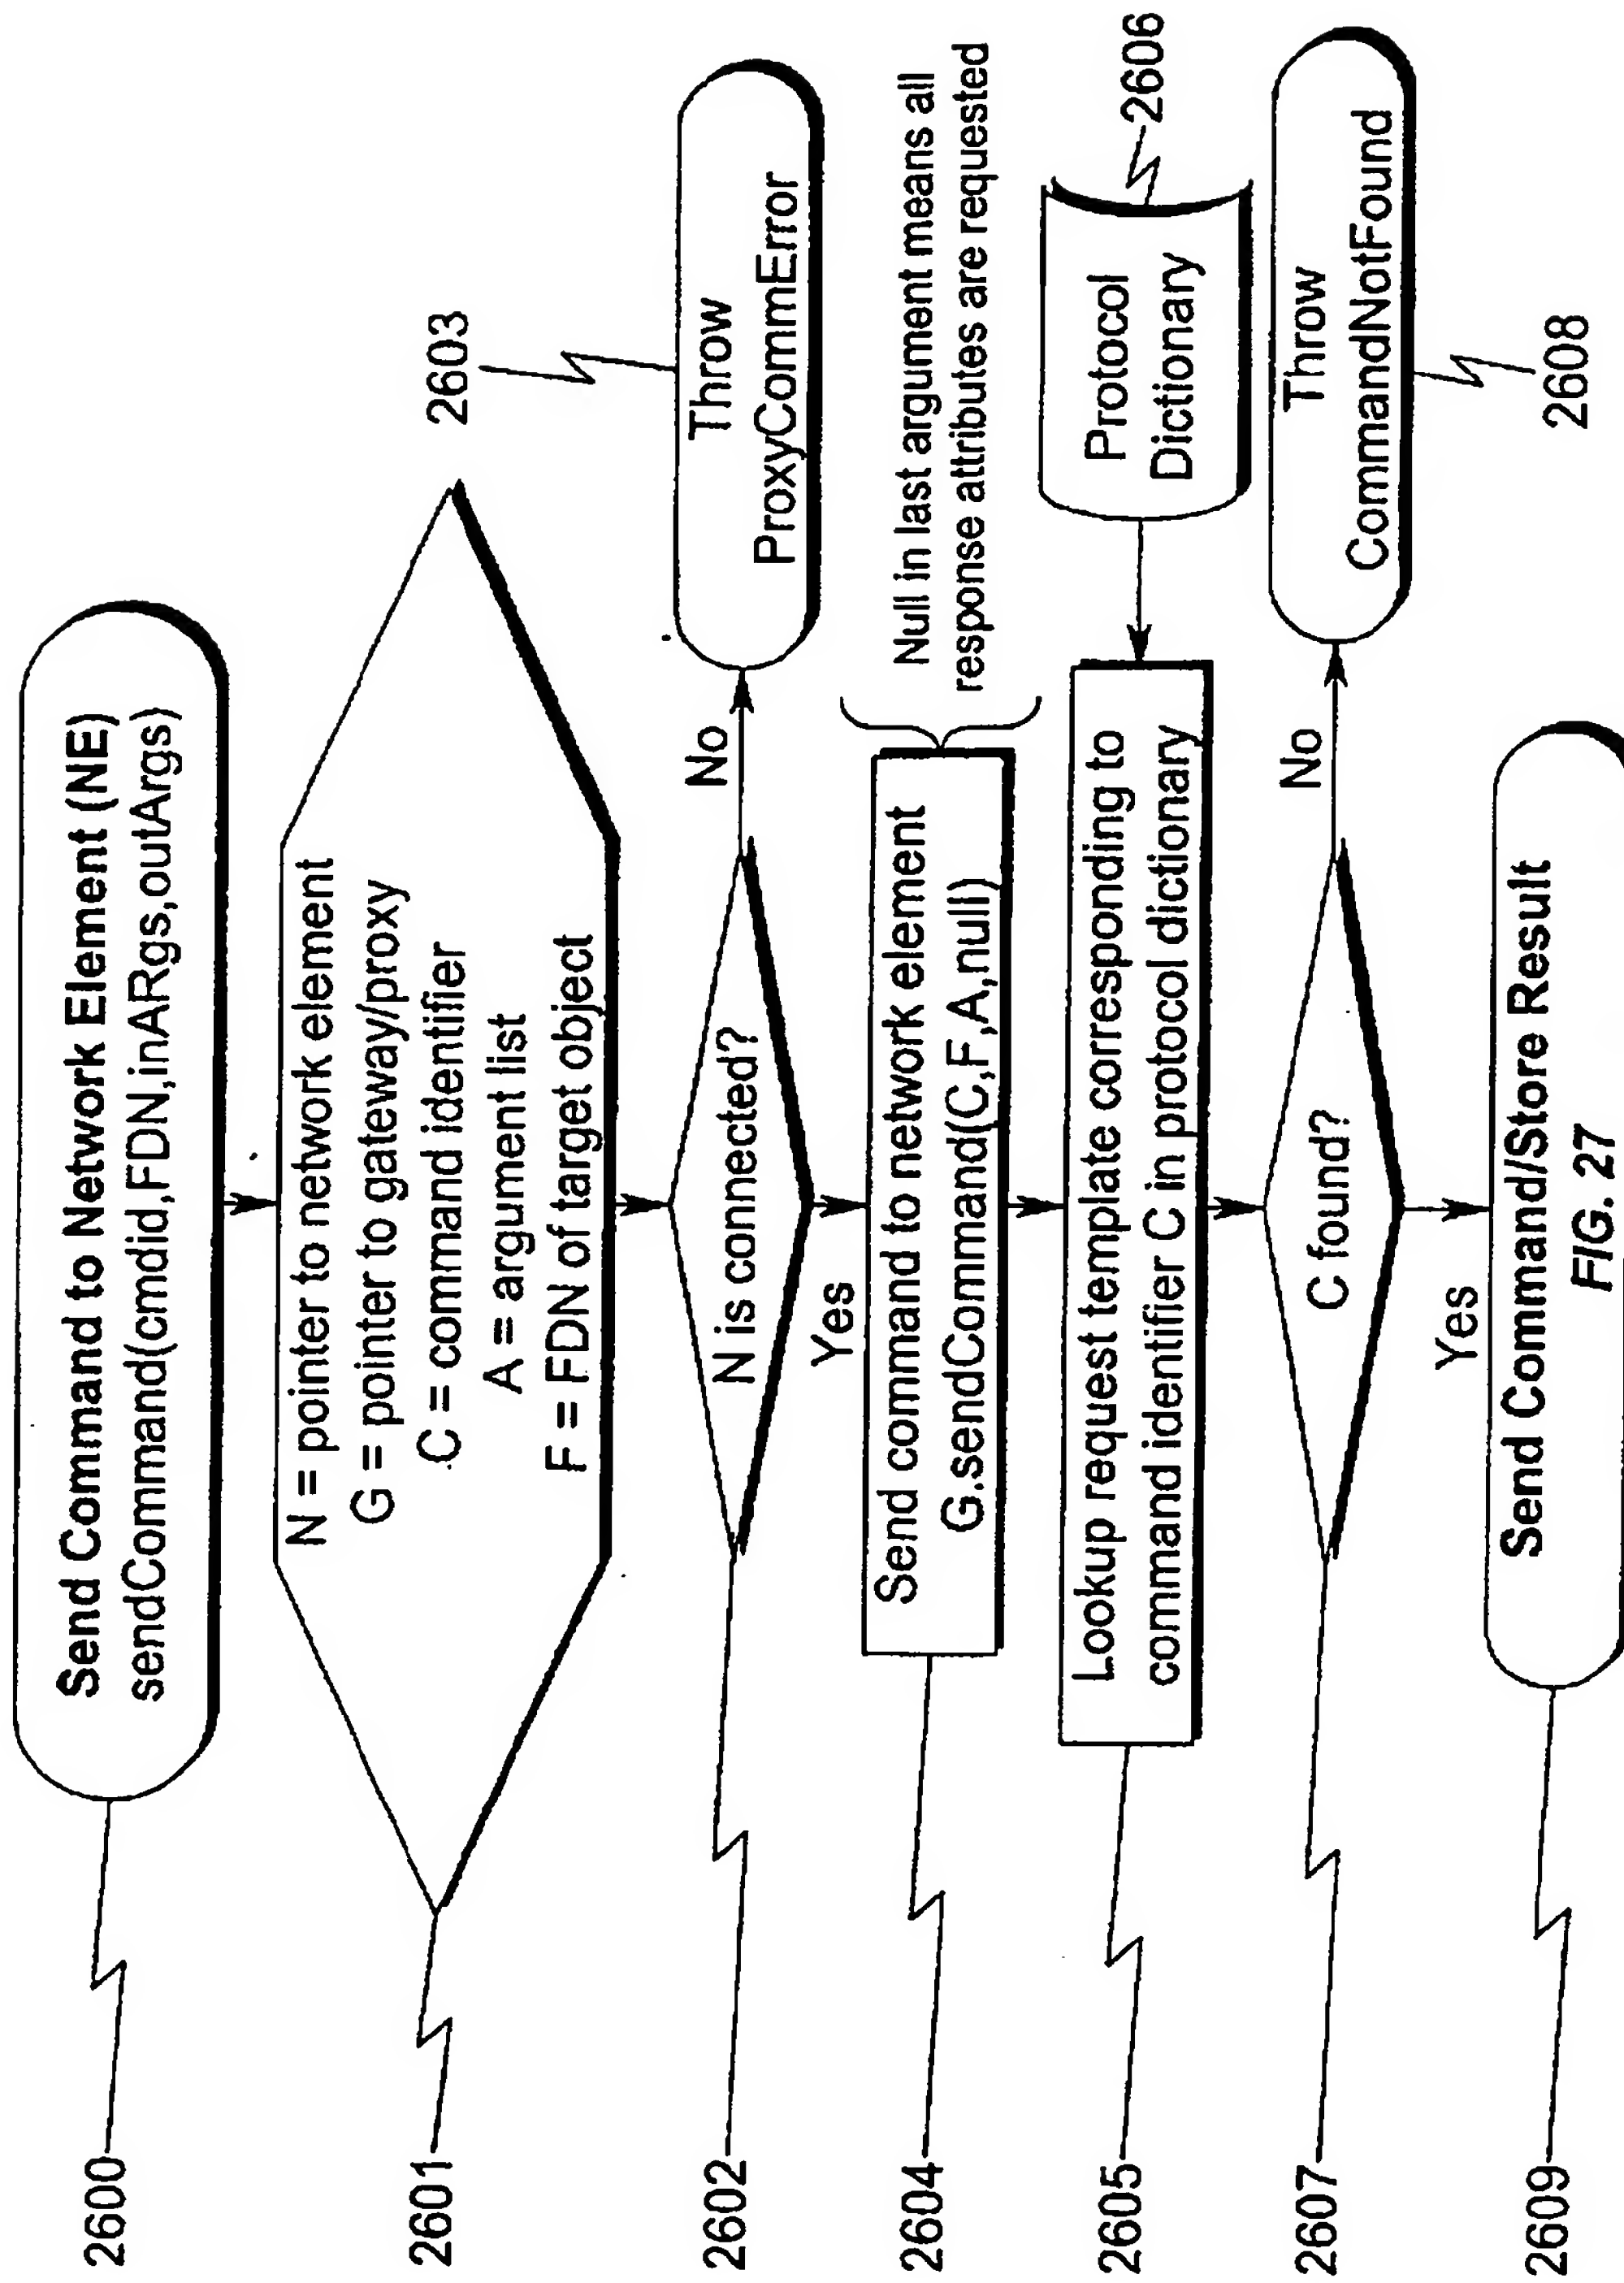 2600
Send Command to Network Element (NE)
sendCommand(cmdid,FDN,inARgs,outArgs)
2601
N = pointer to network element
G = pointer to gateway/proxy
C = command identifier
A = argument list
F = FDN of target object
2602
N is connected?
No
Yes
Throw
ProxyCommError
2603
2604
Send command to network element
G.sendCommand(C,F,A,null)
Null in last argument means all
response attributes are requested
2605
Lookup request template corresponding to
command identifier C in protocol dictionary
Protocol
Dictionary
2606
2607
C found?
No
Yes
Throw
CommandNotFound
2608
2609
Send Command/Store Result
FIG. 27